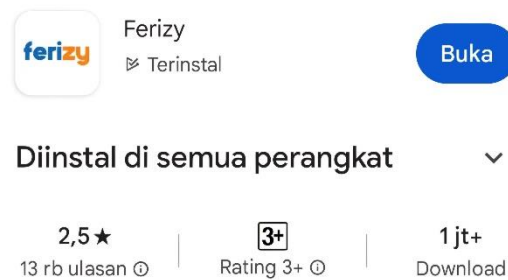 ferizy
Ferizy
Terinstal
Buka
Diinstal di semua perangkat
2,5★
3+
1 jt+
13 rb ulasan
Rating 3+
Download